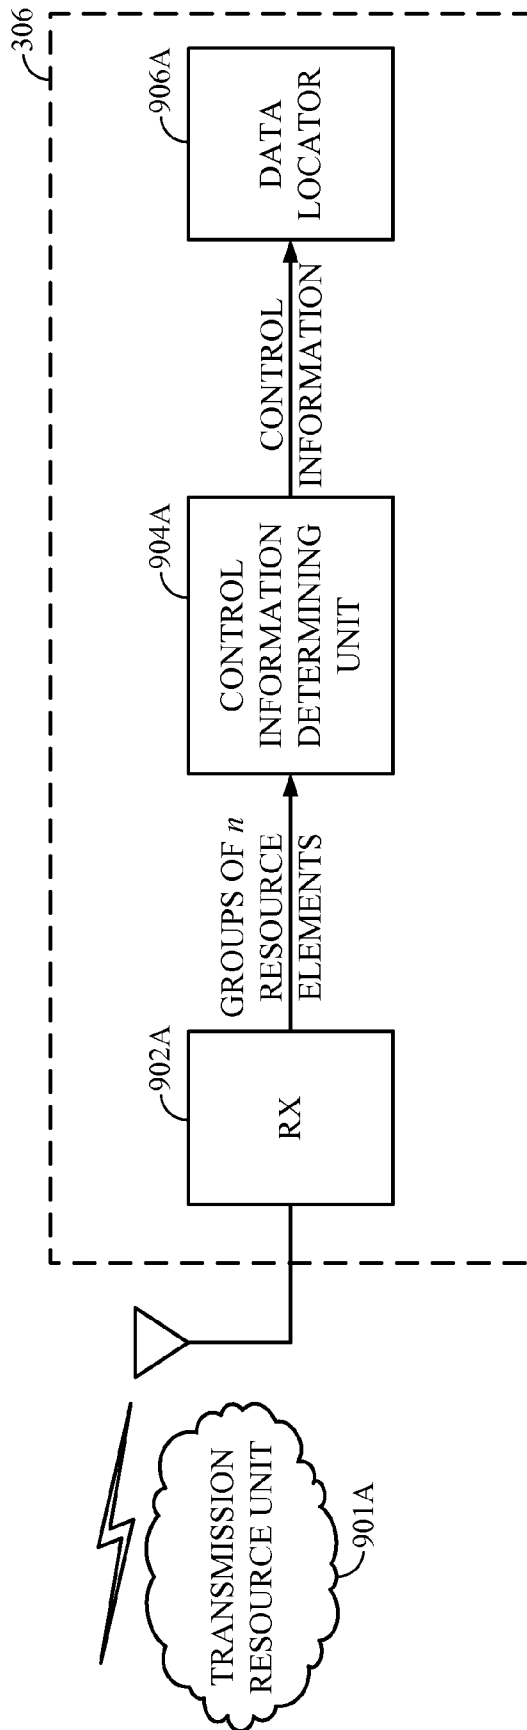 306
TRANSMISSION
RESOURCE UNIT
901A
902A
RX
GROUPS OF n
RESOURCE
ELEMENTS
904A
CONTROL
INFORMATION
DETERMINING
UNIT
CONTROL
INFORMATION
906A
DATA
LOCATOR